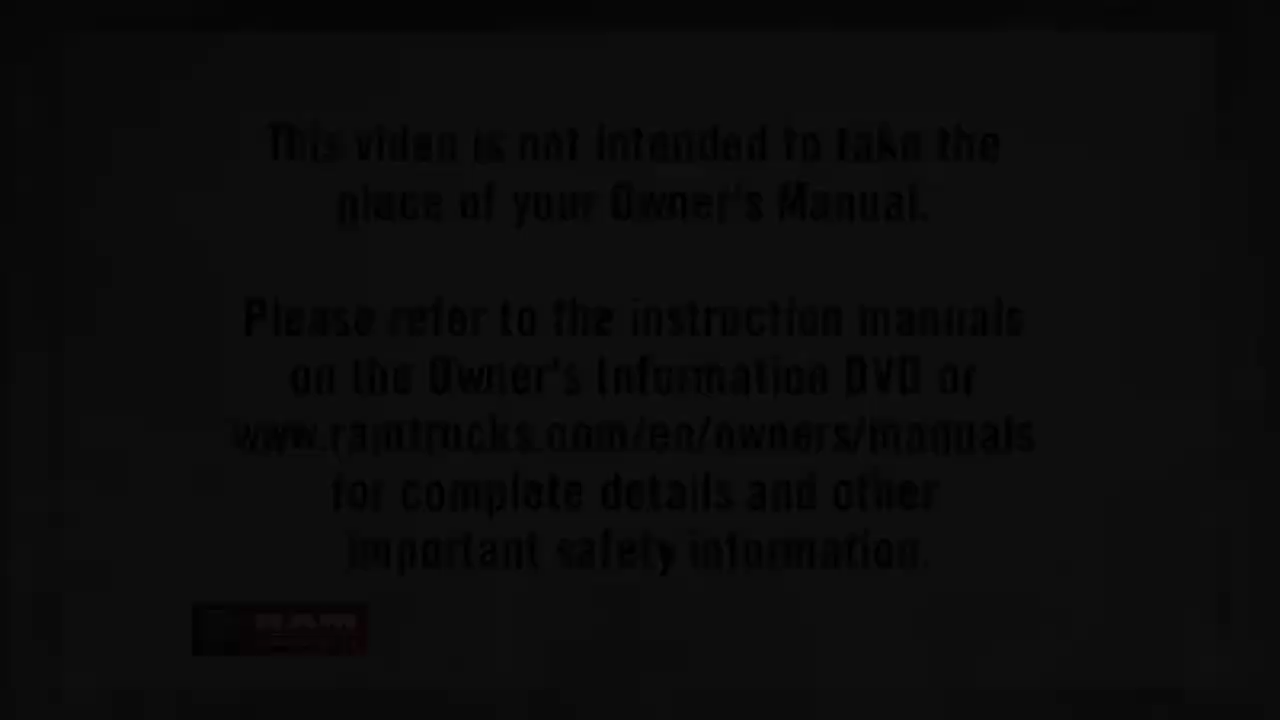 This video is not intended to take the
place of your Owner's Manual.
Please refer to the instruction manuals
on the Owner's Information DVD or
www.ramtrucks.com/en/owners/manuals
for complete details and other
important safety information.